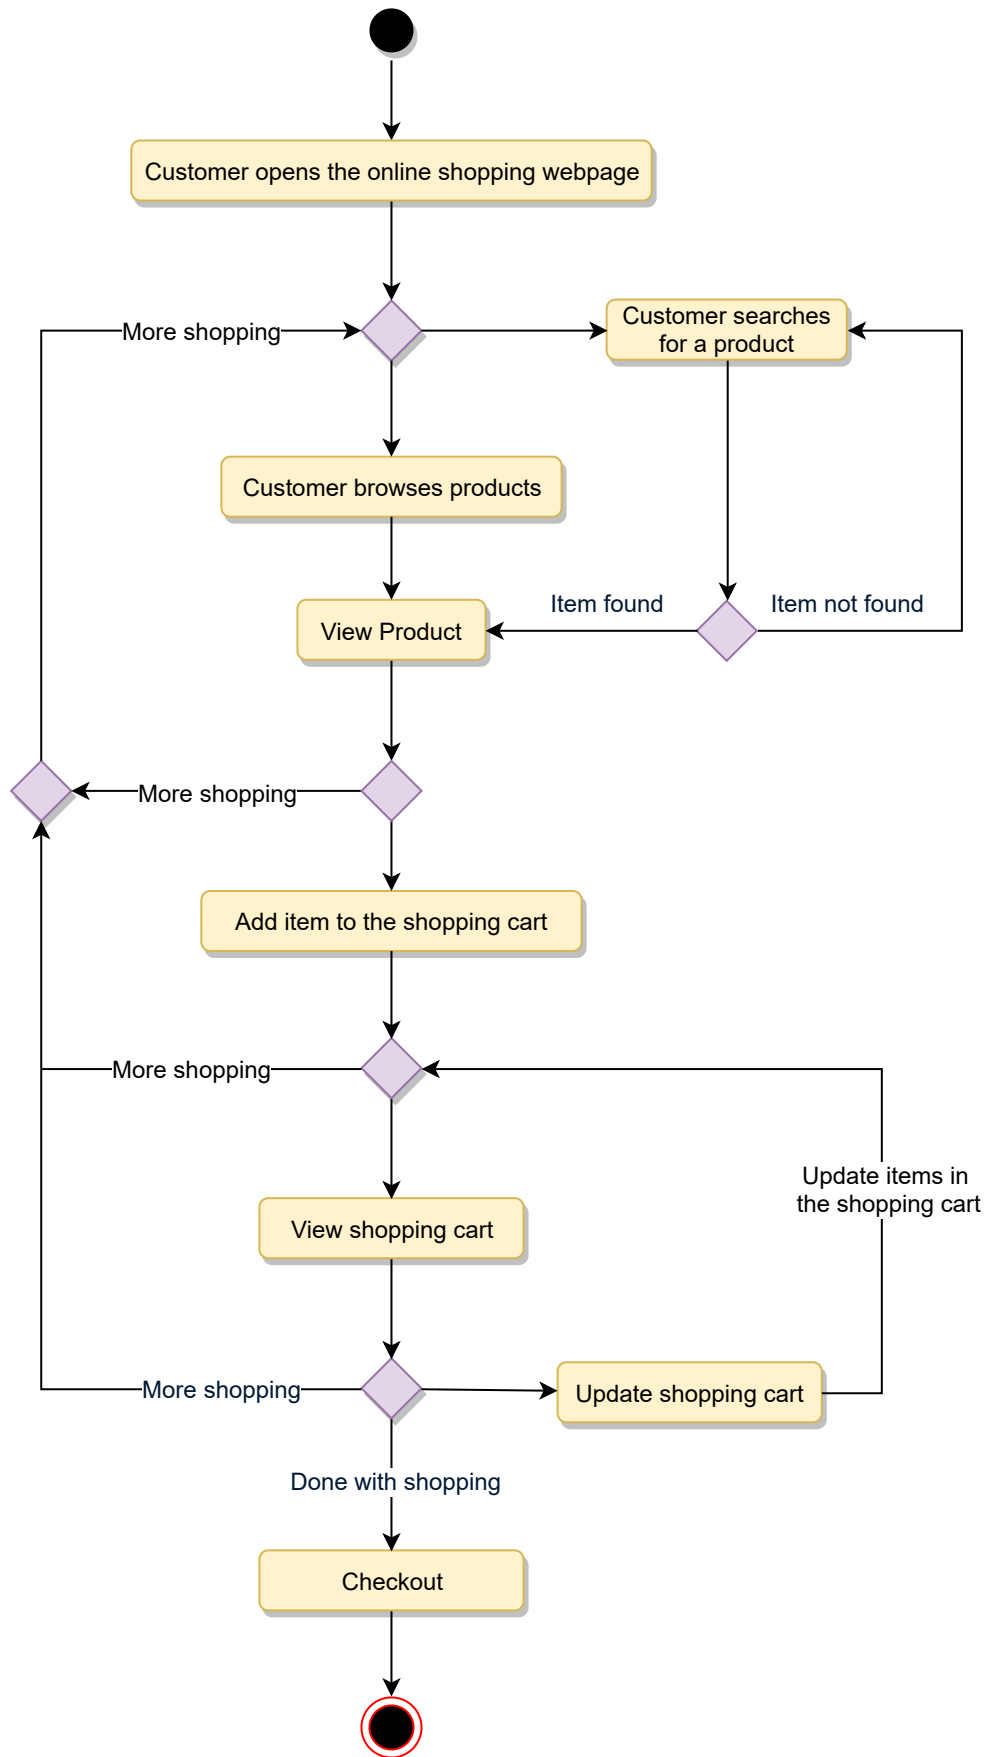 Customer opens the online shopping webpage
More shopping
Customer searches
for a product
Customer browses products
Item found
Item not found
View Product
More shopping
Add item to the shopping cart
More shopping
Update items in
the shopping cart
View shopping cart
More shopping
Update shopping cart
Done with shopping
Checkout